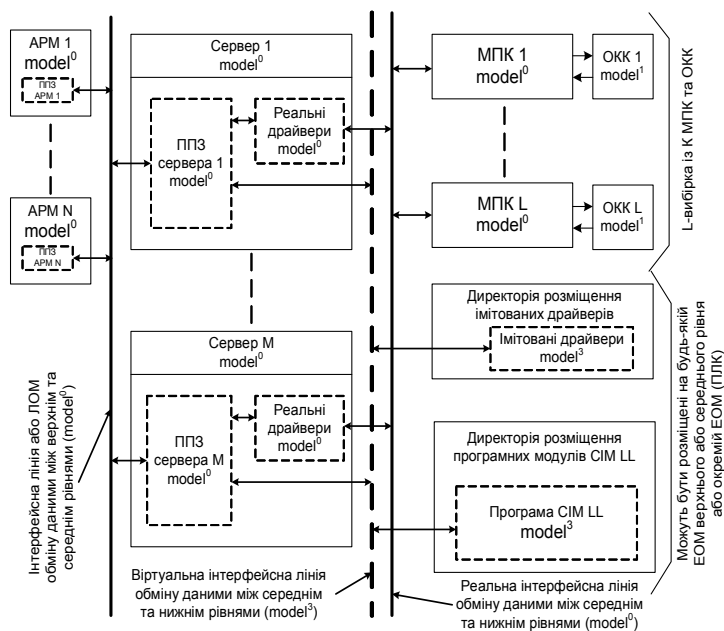 АРМ 1
model⁰
ППЗ
АРМ 1
АРМ N
model⁰
ППЗ
АРМ N
Інтерфейсна лінія або ЛОМ
обміну даними між верхнім та
середнім рівнями (model⁰)
Сервер 1
model⁰
ППЗ
сервера 1
model⁰
Реальні
драйвери
model⁰
Сервер M
model⁰
ППЗ
сервера M
model⁰
Реальні
драйвери
model⁰
Віртуальна інтерфейсна лінія
обміну даними між середнім
та нижнім рівнями (model³)
МПК 1
model⁰
ОКК 1
model¹
МПК L
model⁰
ОКК L
model¹
Директорія розміщення
імітованих драйверів
Імітовані драйвери
model³
Директорія розміщення
програмних модулів СІМ LL
Програма СІМ LL
model³
Реальна інтерфейсна лінія
обміну даними між середнім
та нижнім рівнями (model⁰)
L-вибірка із К МПК та ОКК
Можуть бути розміщені на будь-якій
ЕОМ верхнього або середнього рівня
або окремій ЕОМ (ПЛК)